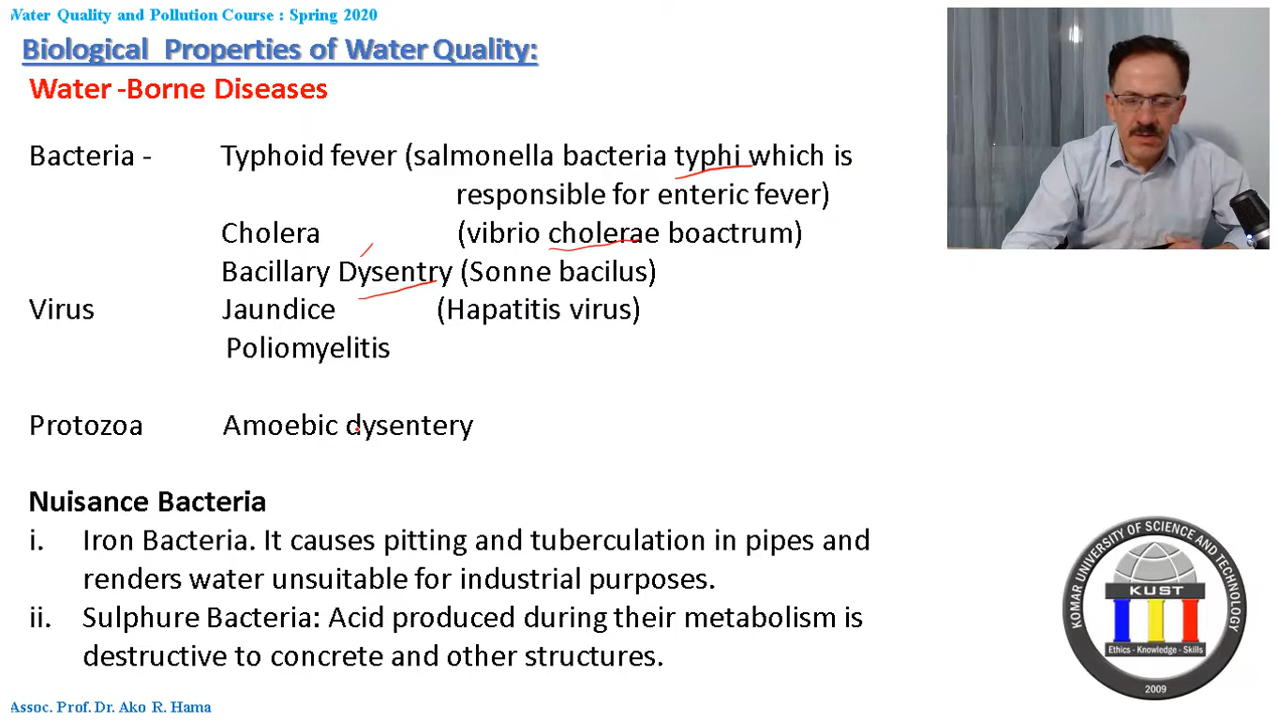 Water Quality and Pollution Course : Spring 2020
Biological Properties of Water Quality:
Water -Borne Diseases
Bacteria - Typhoid fever (salmonella bacteria typhi which is
responsible for enteric fever)
Cholera (vibrio cholerae boactrum)
Bacillary Dysentry (Sonne bacilus)
Virus Jaundice (Hapatitis virus)
Poliomyelitis
Protozoa Amoebic dysentery
Nuisance Bacteria
i. Iron Bacteria. It causes pitting and tuberculation in pipes and
renders water unsuitable for industrial purposes.
ii. Sulphure Bacteria: Acid produced during their metabolism is
destructive to concrete and other structures.
KOMAR UNIVERSITY OF SCIENCE AND TECHNOLOGY
KUST
Ethics - Knowledge - Skills
2009
Assoc. Prof. Dr. Ako R. Hama